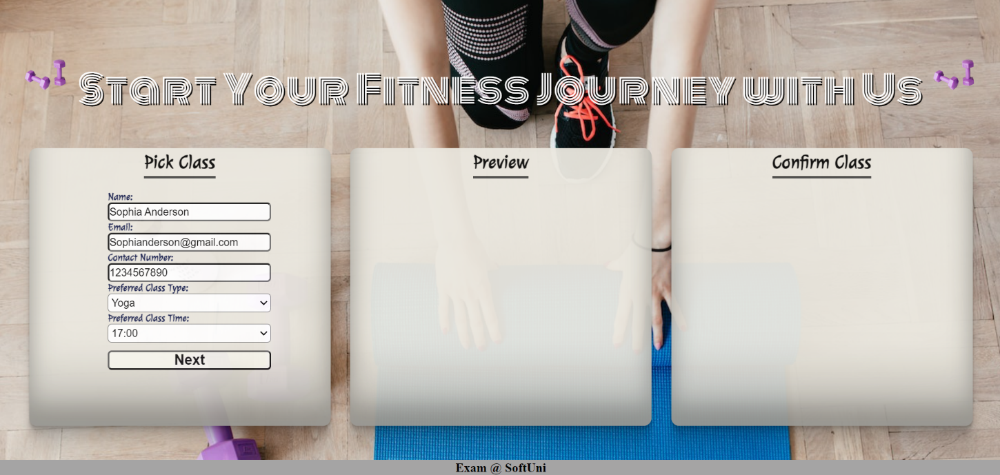 Start Your Fitness Journey with Us
Pick Class
Name:
Sophia Anderson
Email:
Sophianderson@gmail.com
Contact Number:
1234567890
Preferred Class Type:
Yoga
Preferred Class Time:
17:00
Next
Preview
Confirm Class
Exam @ SoftUni